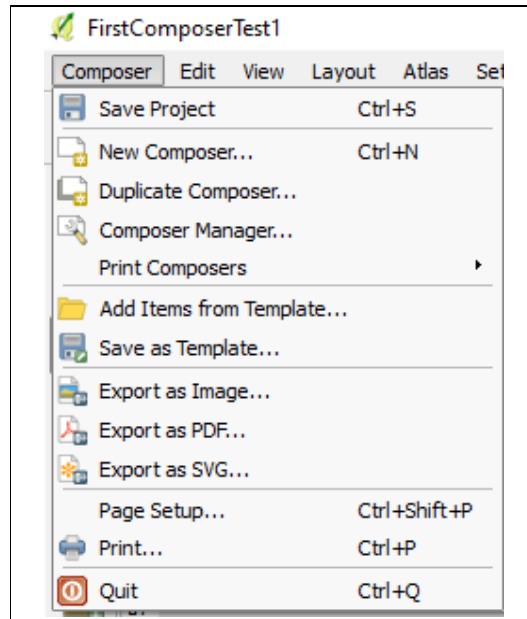 FirstComposerTest1
Composer Edit View Layout Atlas Set
Save Project Ctrl+S
New Composer... Ctrl+N
Duplicate Composer...
Composer Manager...
Print Composers
Add Items from Template...
Save as Template...
Export as Image...
Export as PDF...
Export as SVG...
Page Setup... Ctrl+Shift+P
Print... Ctrl+P
Quit Ctrl+Q